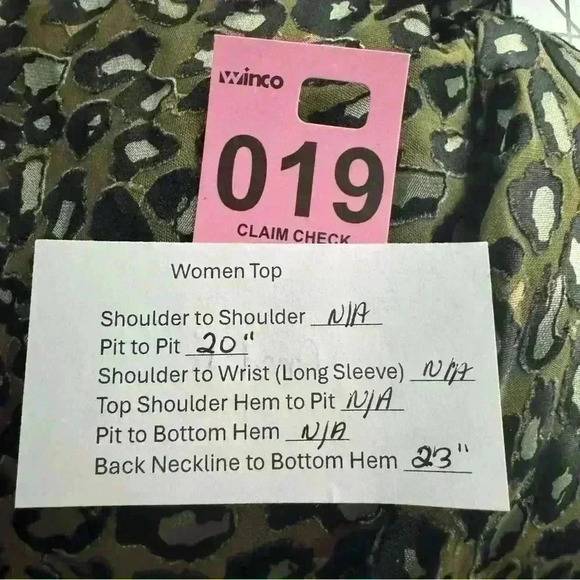 Winco
019
CLAIM CHECK
Women Top
Shoulder to Shoulder N/A
Pit to Pit 20"
Shoulder to Wrist (Long Sleeve) N/A
Top Shoulder Hem to Pit N/A
Pit to Bottom Hem N/A
Back Neckline to Bottom Hem 23"